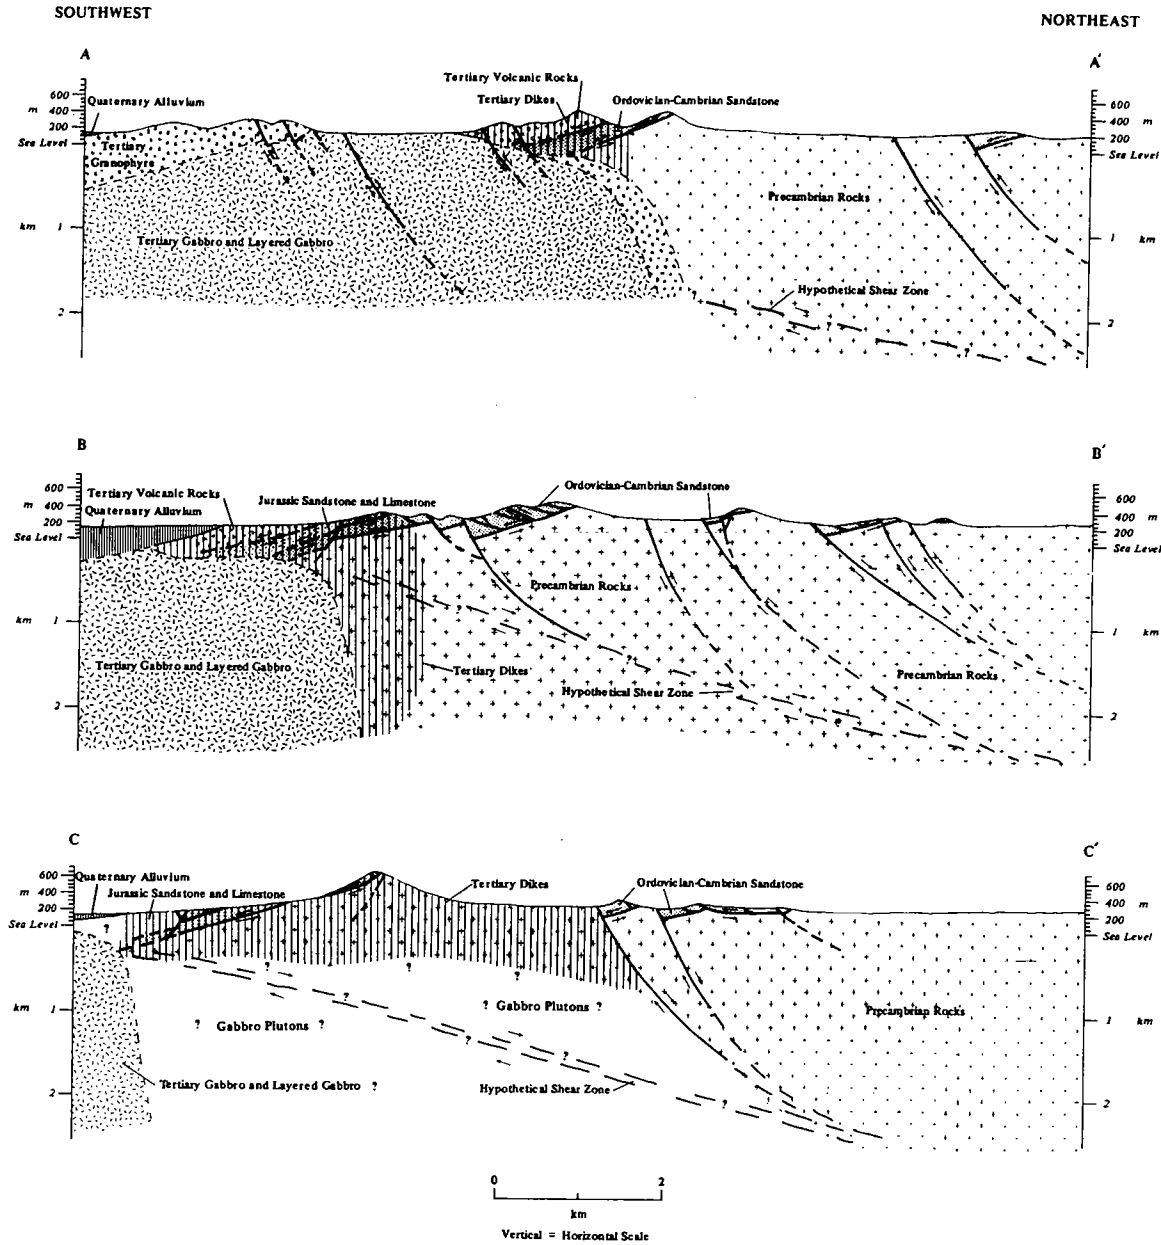 SOUTHWEST
NORTHEAST
A
A'
Tertiary Volcanic Rocks
Quaternary Alluvium
Tertiary Dikes
Ordovician-Cambrian Sandstone
600
m 400
200
Sea Level
600
400 m
200
Sea Level
Tertiary
Granophyre
Precambrian Rocks
km 1
1 km
Tertiary Gabbro and Layered Gabbro
Hypothetical Shear Zone
?
?
?
2
2
B
B'
Ordovician-Cambrian Sandstone
Tertiary Volcanic Rocks
Jurassic Sandstone and Limestone
Quaternary Alluvium
600
m 400
200
Sea Level
600
400 m
200
Sea Level
Precambrian Rocks
?
km 1
1 km
?
Tertiary Gabbro and Layered Gabbro
Tertiary Dikes
Precambrian Rocks
Hypothetical Shear Zone
2
2
C
C'
Quaternary Alluvium
Jurassic Sandstone and Limestone
Tertiary Dikes
Ordovician-Cambrian Sandstone
600
m 400
200
Sea Level
600
400 m
200
Sea Level
?
? ? ?
?
? Gabbro Plutons ?
km 1
1 km
Precambrian Rocks
? Gabbro Plutons ?
? ?
Tertiary Gabbro and Layered Gabbro ?
Hypothetical Shear Zone
?
2
2
0 2
km
Vertical = Horizontal Scale